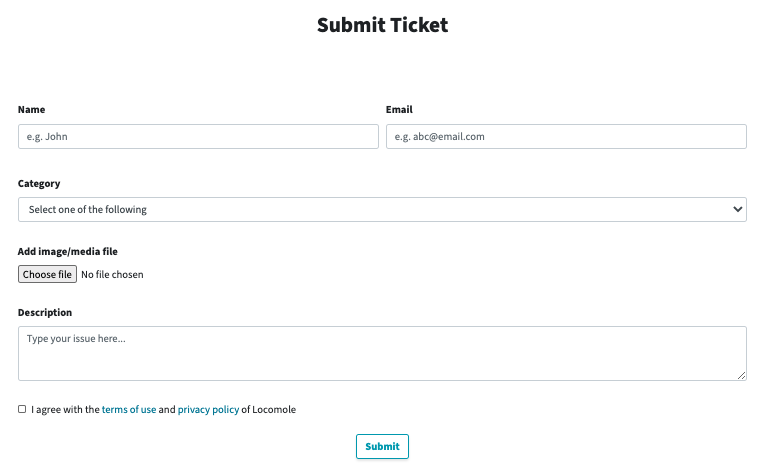 Submit Ticket
Name
Email
e.g. John
e.g. abc@email.com
Category
Select one of the following
Add image/media file
Choose file No file chosen
Description
Type your issue here...
I agree with the terms of use and privacy policy of Locomole
Submit